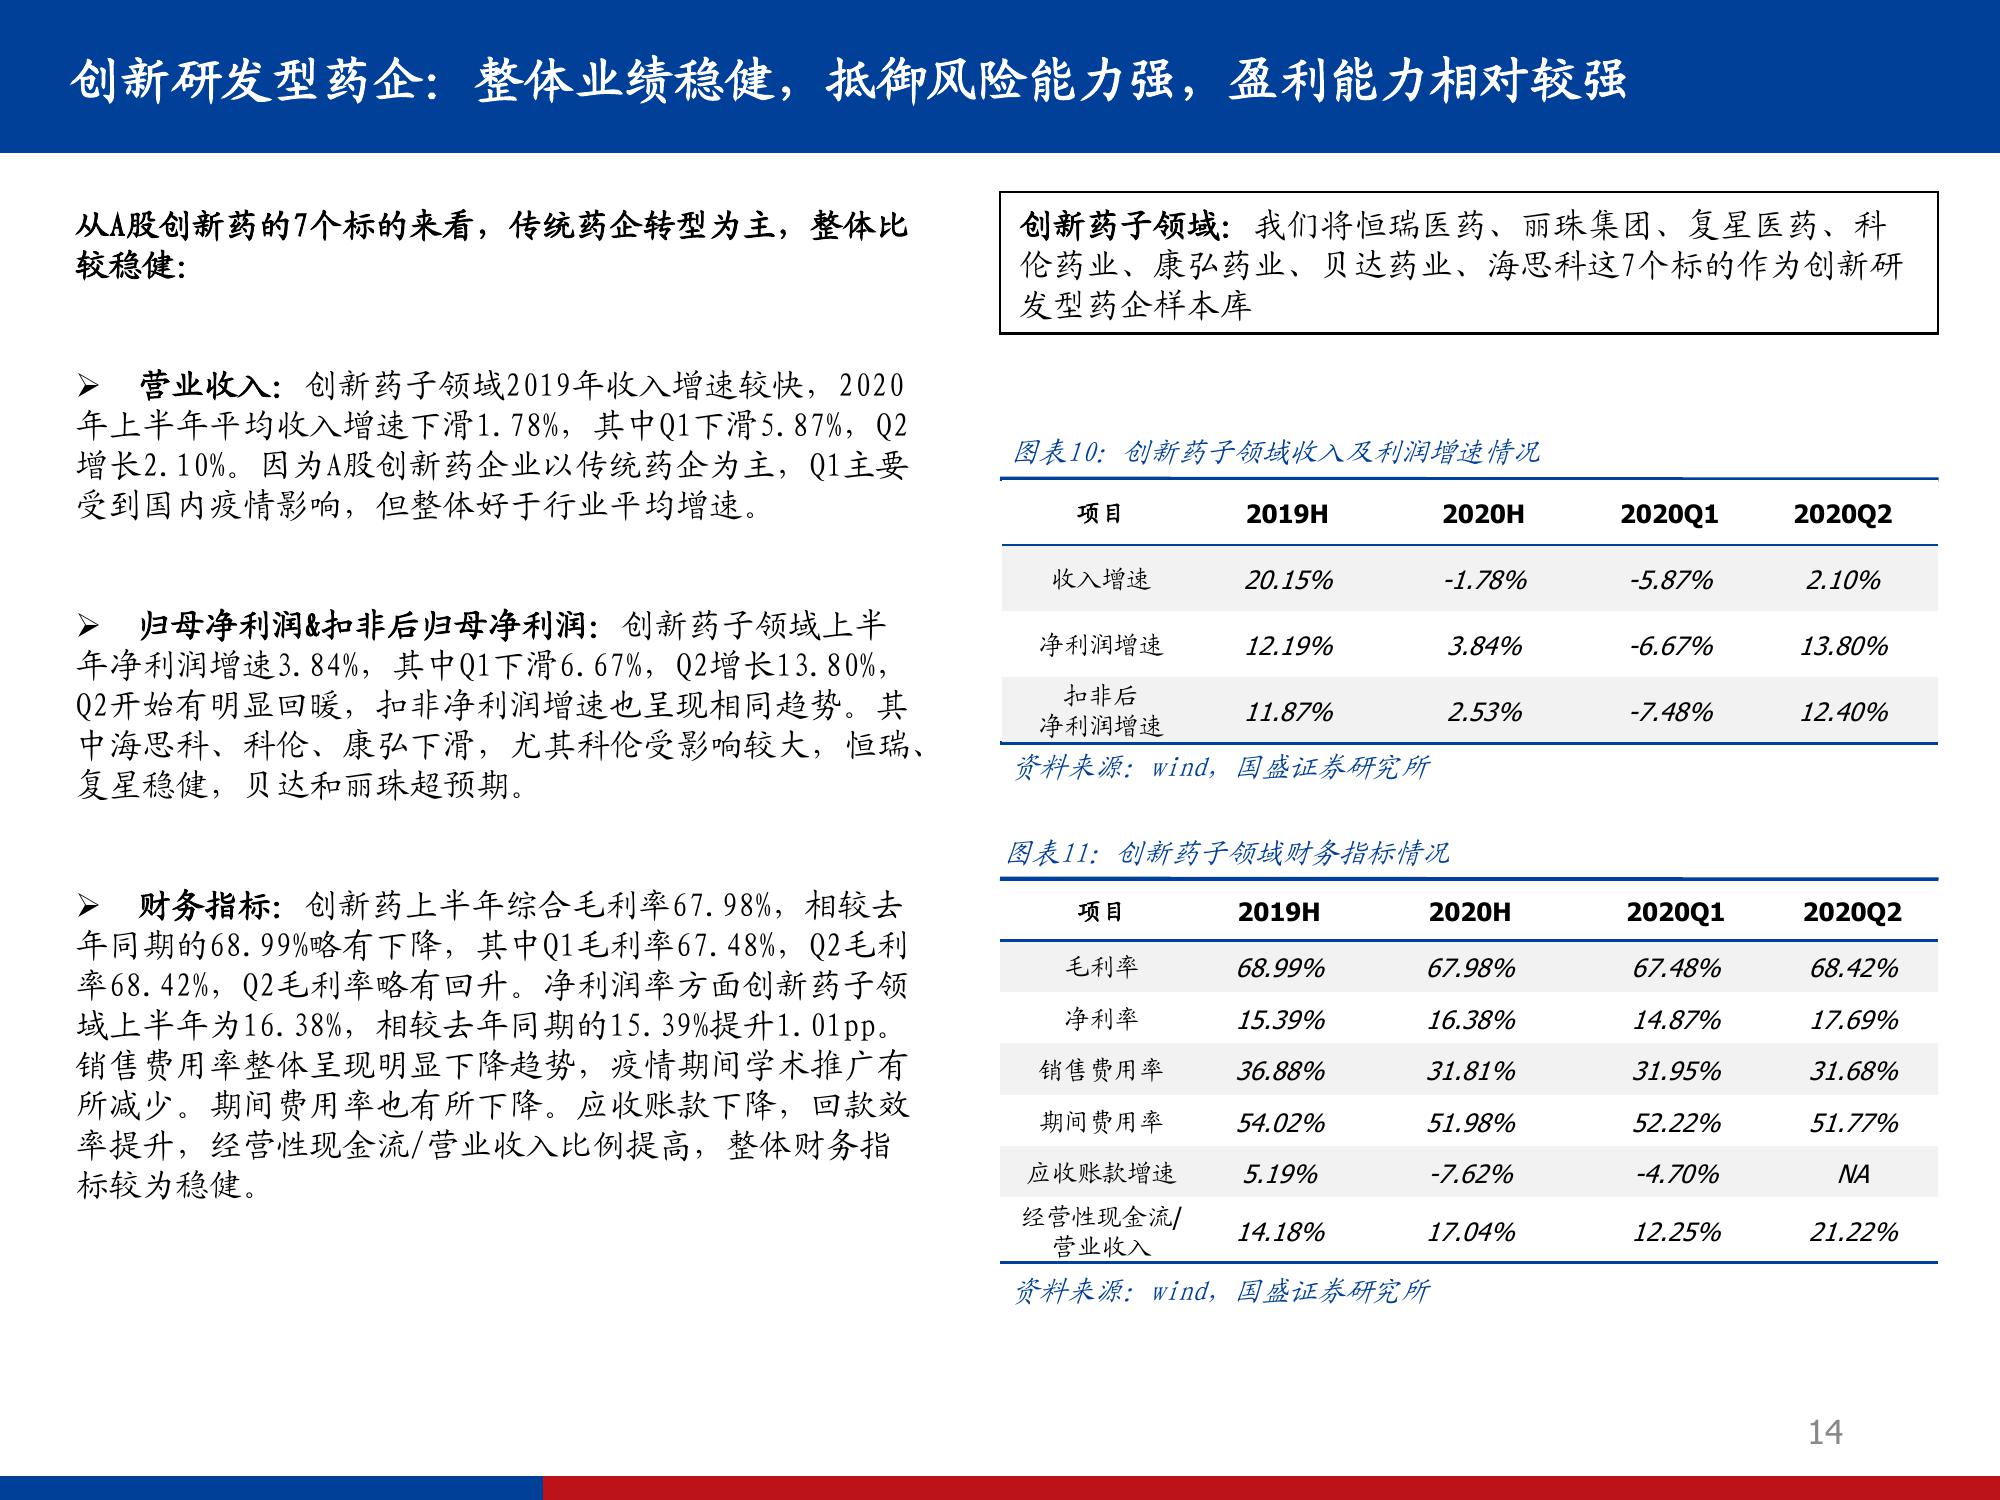 创新研发型药企：整体业绩稳健，抵御风险能力强，盈利能力相对较强
从A股创新药的7个标的来看，传统药企转型为主，整体比
较稳健：
➢ 营业收入：创新药子领域2019年收入增速较快，2020
年上半年平均收入增速下滑1.78%，其中Q1下滑5.87%，Q2
增长2.10%。因为A股创新药企业以传统药企为主，Q1主要
受到国内疫情影响，但整体好于行业平均增速。
➢ 归母净利润&扣非后归母净利润：创新药子领域上半
年净利润增速3.84%，其中Q1下滑6.67%，Q2增长13.80%，
Q2开始有明显回暖，扣非净利润增速也呈现相同趋势。其
中海思科、科伦、康弘下滑，尤其科伦受影响较大，恒瑞、
复星稳健，贝达和丽珠超预期。
➢ 财务指标：创新药上半年综合毛利率67.98%，相较去
年同期的68.99%略有下降，其中Q1毛利率67.48%，Q2毛利
率68.42%，Q2毛利率略有回升。净利润率方面创新药子领
域上半年为16.38%，相较去年同期的15.39%提升1.01pp。
销售费用率整体呈现明显下降趋势，疫情期间学术推广有
所减少。期间费用率也有所下降。应收账款下降，回款效
率提升，经营性现金流/营业收入比例提高，整体财务指
标较为稳健。
创新药子领域：我们将恒瑞医药、丽珠集团、复星医药、科
伦药业、康弘药业、贝达药业、海思科这7个标的作为创新研
发型药企样本库
图表10：创新药子领域收入及利润增速情况
项目 2019H 2020H 2020Q1 2020Q2
收入增速 20.15% -1.78% -5.87% 2.10%
净利润增速 12.19% 3.84% -6.67% 13.80%
扣非后
净利润增速 11.87% 2.53% -7.48% 12.40%
资料来源：wind，国盛证券研究所
图表11：创新药子领域财务指标情况
项目 2019H 2020H 2020Q1 2020Q2
毛利率 68.99% 67.98% 67.48% 68.42%
净利率 15.39% 16.38% 14.87% 17.69%
销售费用率 36.88% 31.81% 31.95% 31.68%
期间费用率 54.02% 51.98% 52.22% 51.77%
应收账款增速 5.19% -7.62% -4.70% NA
经营性现金流/
营业收入 14.18% 17.04% 12.25% 21.22%
资料来源：wind，国盛证券研究所
14